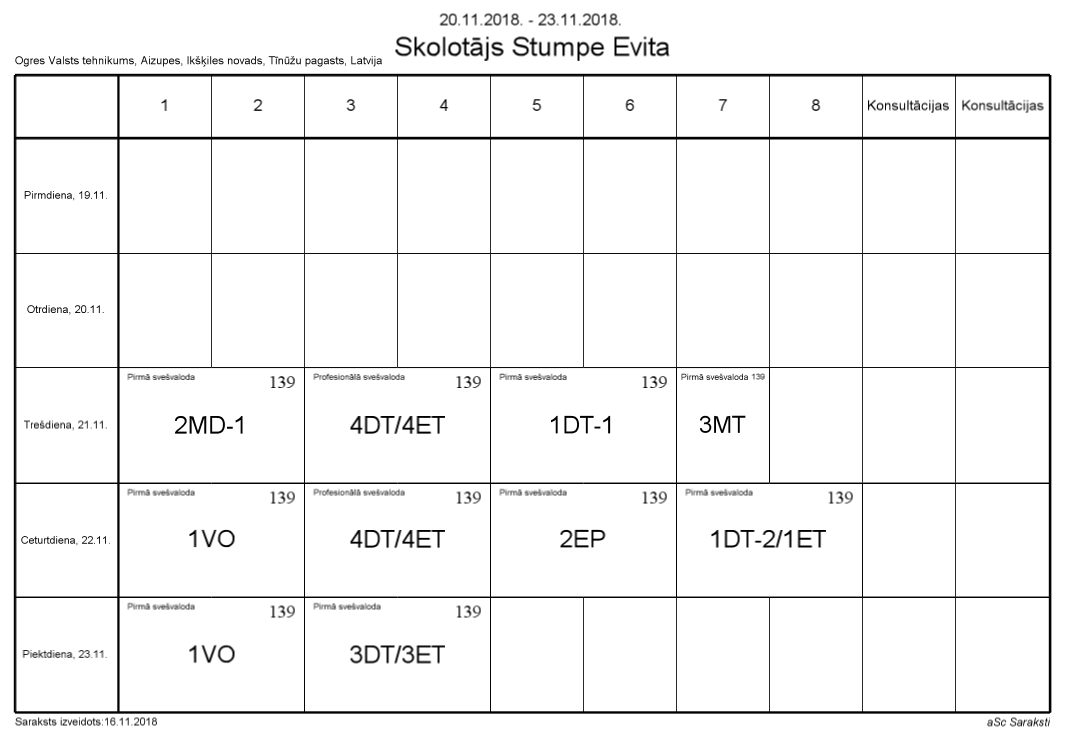 20.11.2018. - 23.11.2018.
Skolotājs Stumpe Evita
Ogres Valsts tehnikums, Aizupes, Ikšķiles novads, Tīnūžu pagasts, Latvija
1 2 3 4 5 6 7 8 Konsultācijas Konsultācijas
Pirmdiena, 19.11.
Otrdiena, 20.11.
Pirmā svešvaloda 139 Profesionālā svešvaloda 139 Pirmā svešvaloda 139 Pirmā svešvaloda 139
Trešdiena, 21.11. 2MD-1 4DT/4ET 1DT-1 3MT
Pirmā svešvaloda 139 Profesionālā svešvaloda 139 Pirmā svešvaloda 139 Pirmā svešvaloda 139
Ceturtdiena, 22.11. 1VO 4DT/4ET 2EP 1DT-2/1ET
Pirmā svešvaloda 139 Pirmā svešvaloda 139
Piektdiena, 23.11. 1VO 3DT/3ET
Saraksts izveidots:16.11.2018 aSc Saraksti